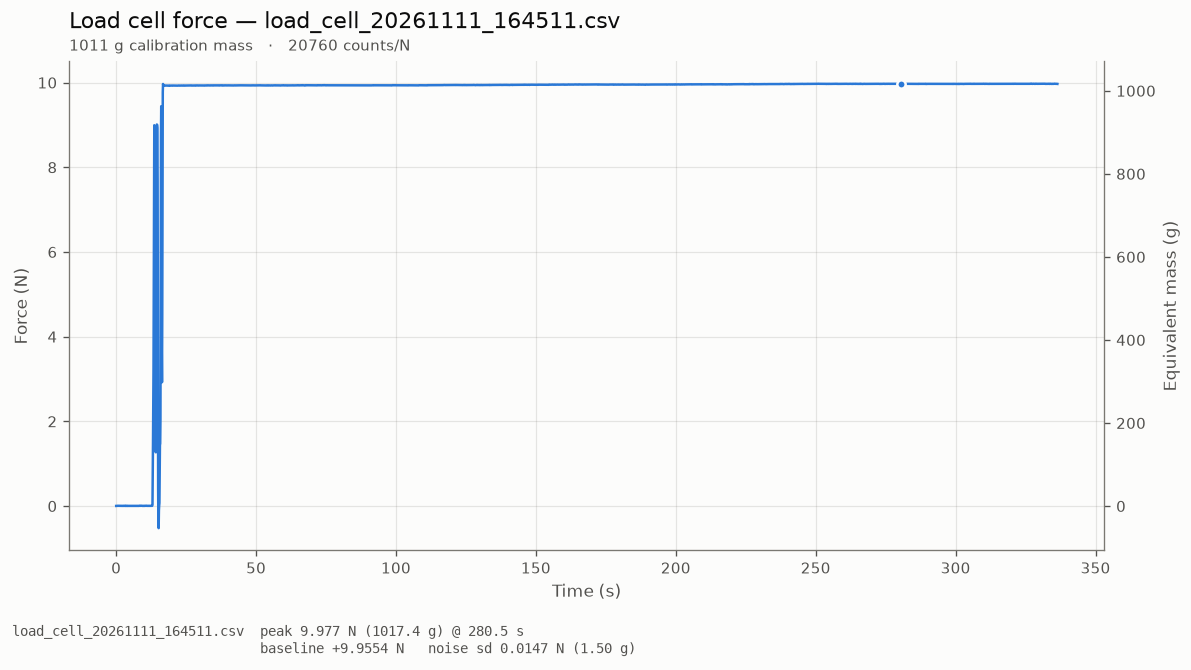 Load cell force — load_cell_20261111_164511.csv
1011 g calibration mass · 20760 counts/N
10
8
6
4
2
0
Force (N)
1000
800
600
400
200
0
Equivalent mass (g)
0 50 100 150 200 250 300 350
Time (s)
load_cell_20261111_164511.csv peak 9.977 N (1017.4 g) @ 280.5 s
baseline +9.9554 N noise sd 0.0147 N (1.50 g)